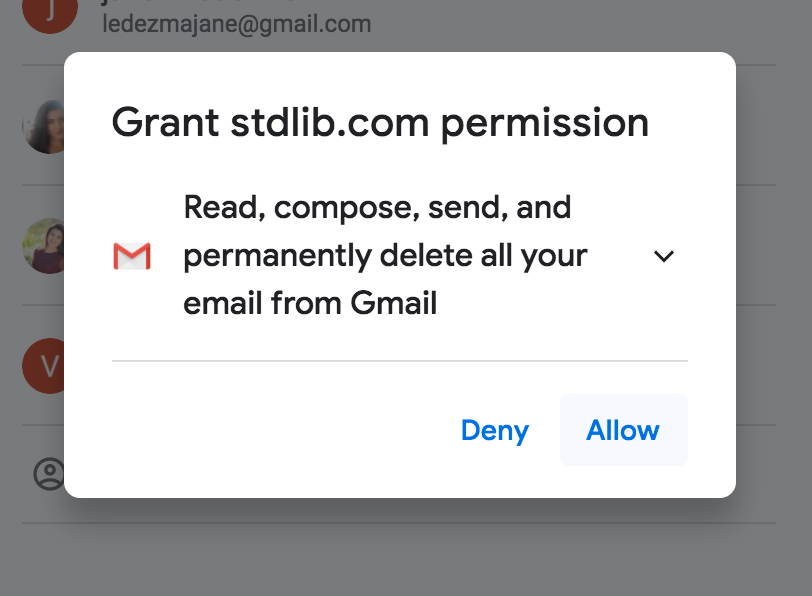 J
ledezmajane@gmail.com
Grant stdlib.com permission
Read, compose, send, and
permanently delete all your
email from Gmail
V
Deny
Allow